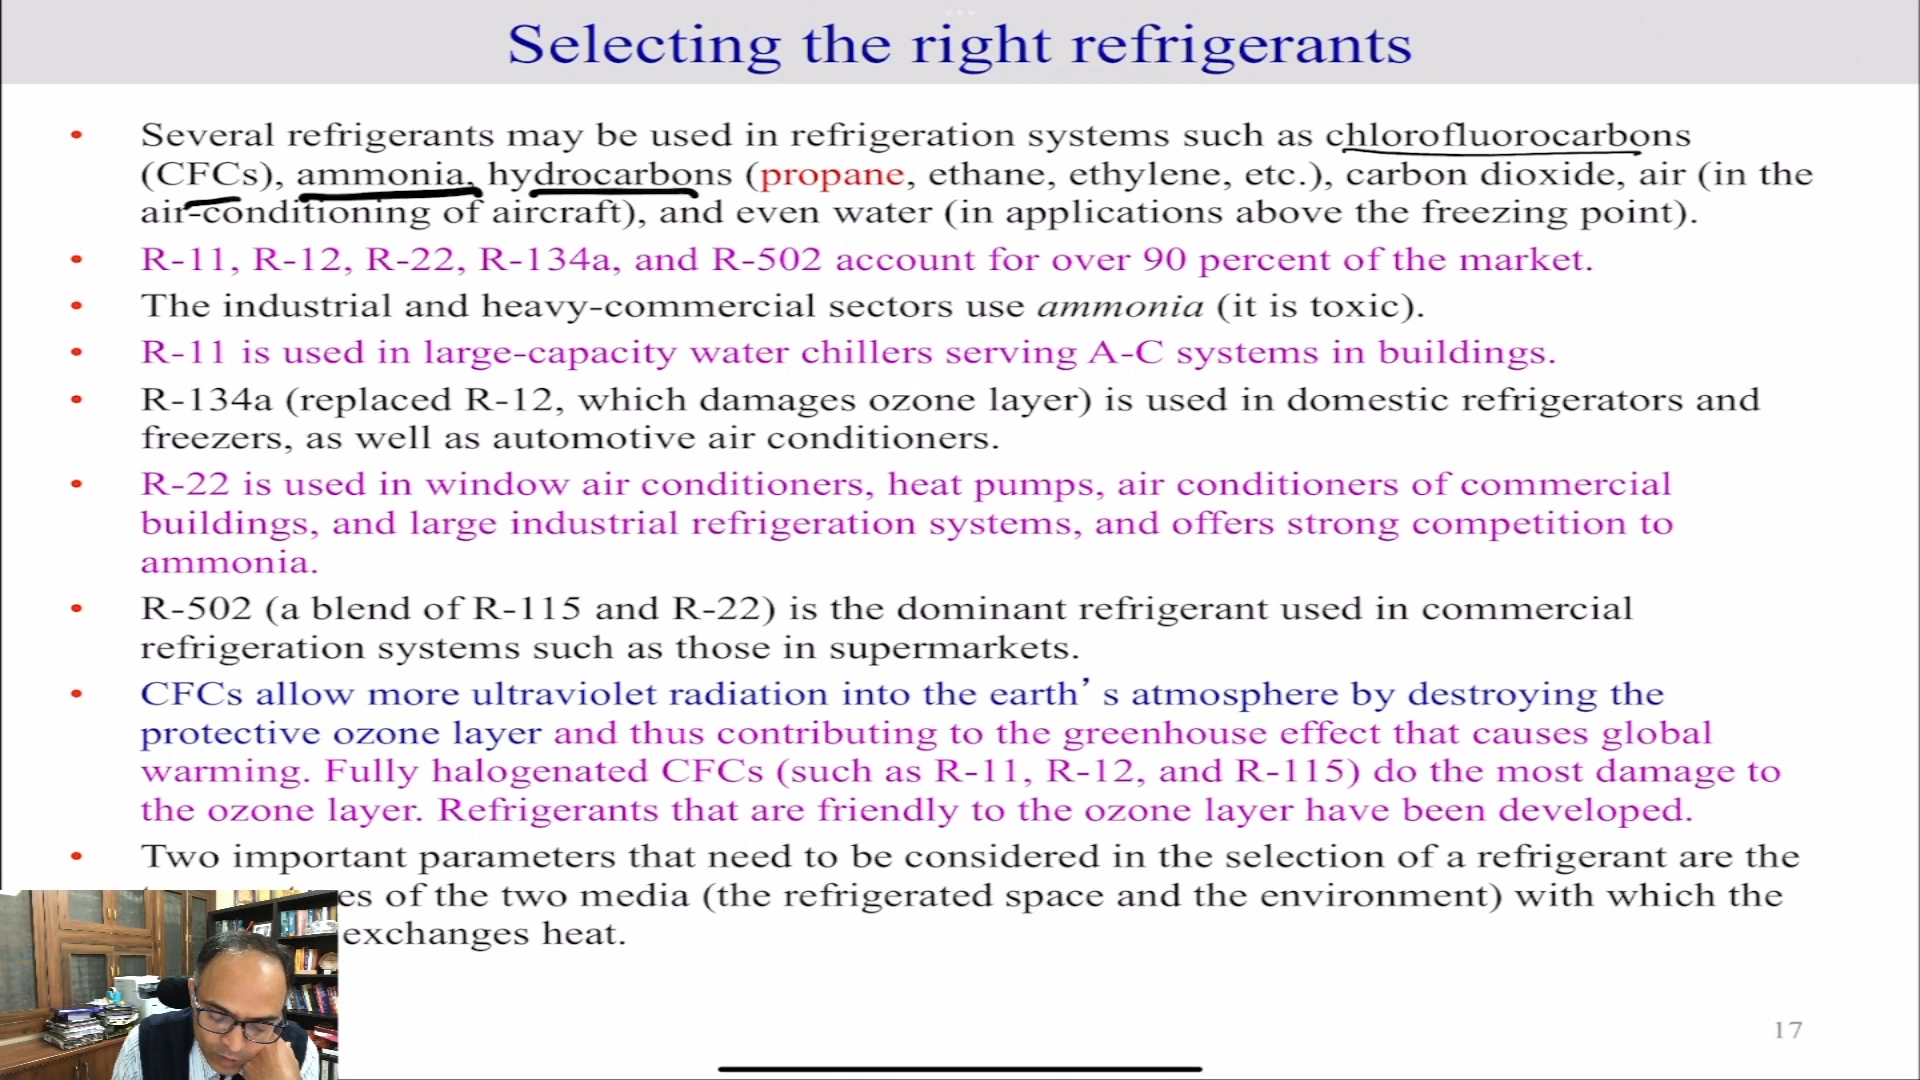 Selecting the right refrigerants
• Several refrigerants may be used in refrigeration systems such as chlorofluorocarbons
(CFCs), ammonia, hydrocarbons (propane, ethane, ethylene, etc.), carbon dioxide, air (in the
air-conditioning of aircraft), and even water (in applications above the freezing point).
• R-11, R-12, R-22, R-134a, and R-502 account for over 90 percent of the market.
• The industrial and heavy-commercial sectors use ammonia (it is toxic).
• R-11 is used in large-capacity water chillers serving A-C systems in buildings.
• R-134a (replaced R-12, which damages ozone layer) is used in domestic refrigerators and
freezers, as well as automotive air conditioners.
• R-22 is used in window air conditioners, heat pumps, air conditioners of commercial
buildings, and large industrial refrigeration systems, and offers strong competition to
ammonia.
• R-502 (a blend of R-115 and R-22) is the dominant refrigerant used in commercial
refrigeration systems such as those in supermarkets.
• CFCs allow more ultraviolet radiation into the earth’s atmosphere by destroying the
protective ozone layer and thus contributing to the greenhouse effect that causes global
warming. Fully halogenated CFCs (such as R-11, R-12, and R-115) do the most damage to
the ozone layer. Refrigerants that are friendly to the ozone layer have been developed.
• Two important parameters that need to be considered in the selection of a refrigerant are the
of the two media (the refrigerated space and the environment) with which the
exchanges heat.
17